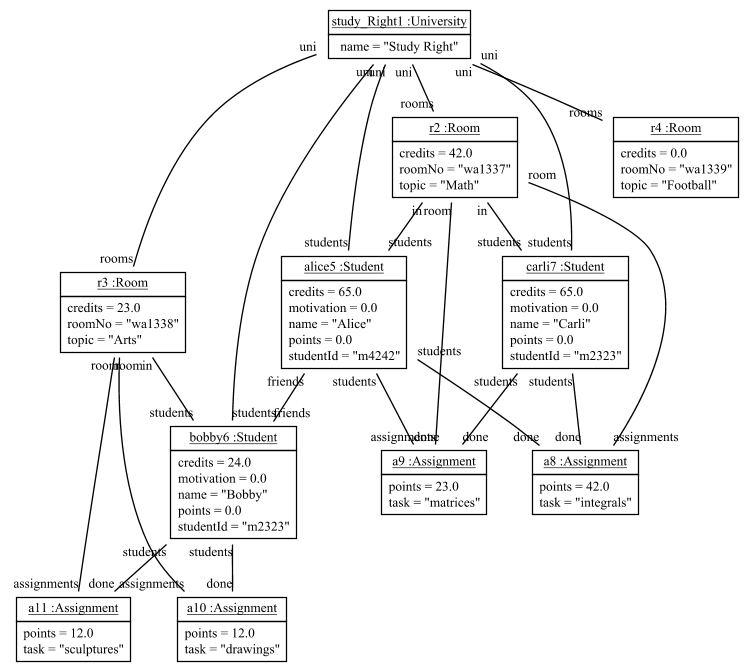 study_Right1 :University
name = "Study Right"
uni
uni
uni
uni
uni
uni
rooms
rooms
r2 :Room
credits = 42.0
roomNo = "wa1337"
topic = "Math"
r4 :Room
credits = 0.0
roomNo = "wa1339"
topic = "Football"
room
in
room
in
students
students
students
students
rooms
alice5 :Student
credits = 65.0
motivation = 0.0
name = "Alice"
points = 0.0
studentId = "m4242"
carli7 :Student
credits = 65.0
motivation = 0.0
name = "Carli"
points = 0.0
studentId = "m2323"
r3 :Room
credits = 23.0
roomNo = "wa1338"
topic = "Arts"
room
room
in
students
friends
students
students
students
students
students
friends
assignments
done
done
done
done
assignments
bobby6 :Student
credits = 24.0
motivation = 0.0
name = "Bobby"
points = 0.0
studentId = "m2323"
a9 :Assignment
points = 23.0
task = "matrices"
a8 :Assignment
points = 42.0
task = "integrals"
students
students
assignments
done
assignments
done
a11 :Assignment
points = 12.0
task = "sculptures"
a10 :Assignment
points = 12.0
task = "drawings"